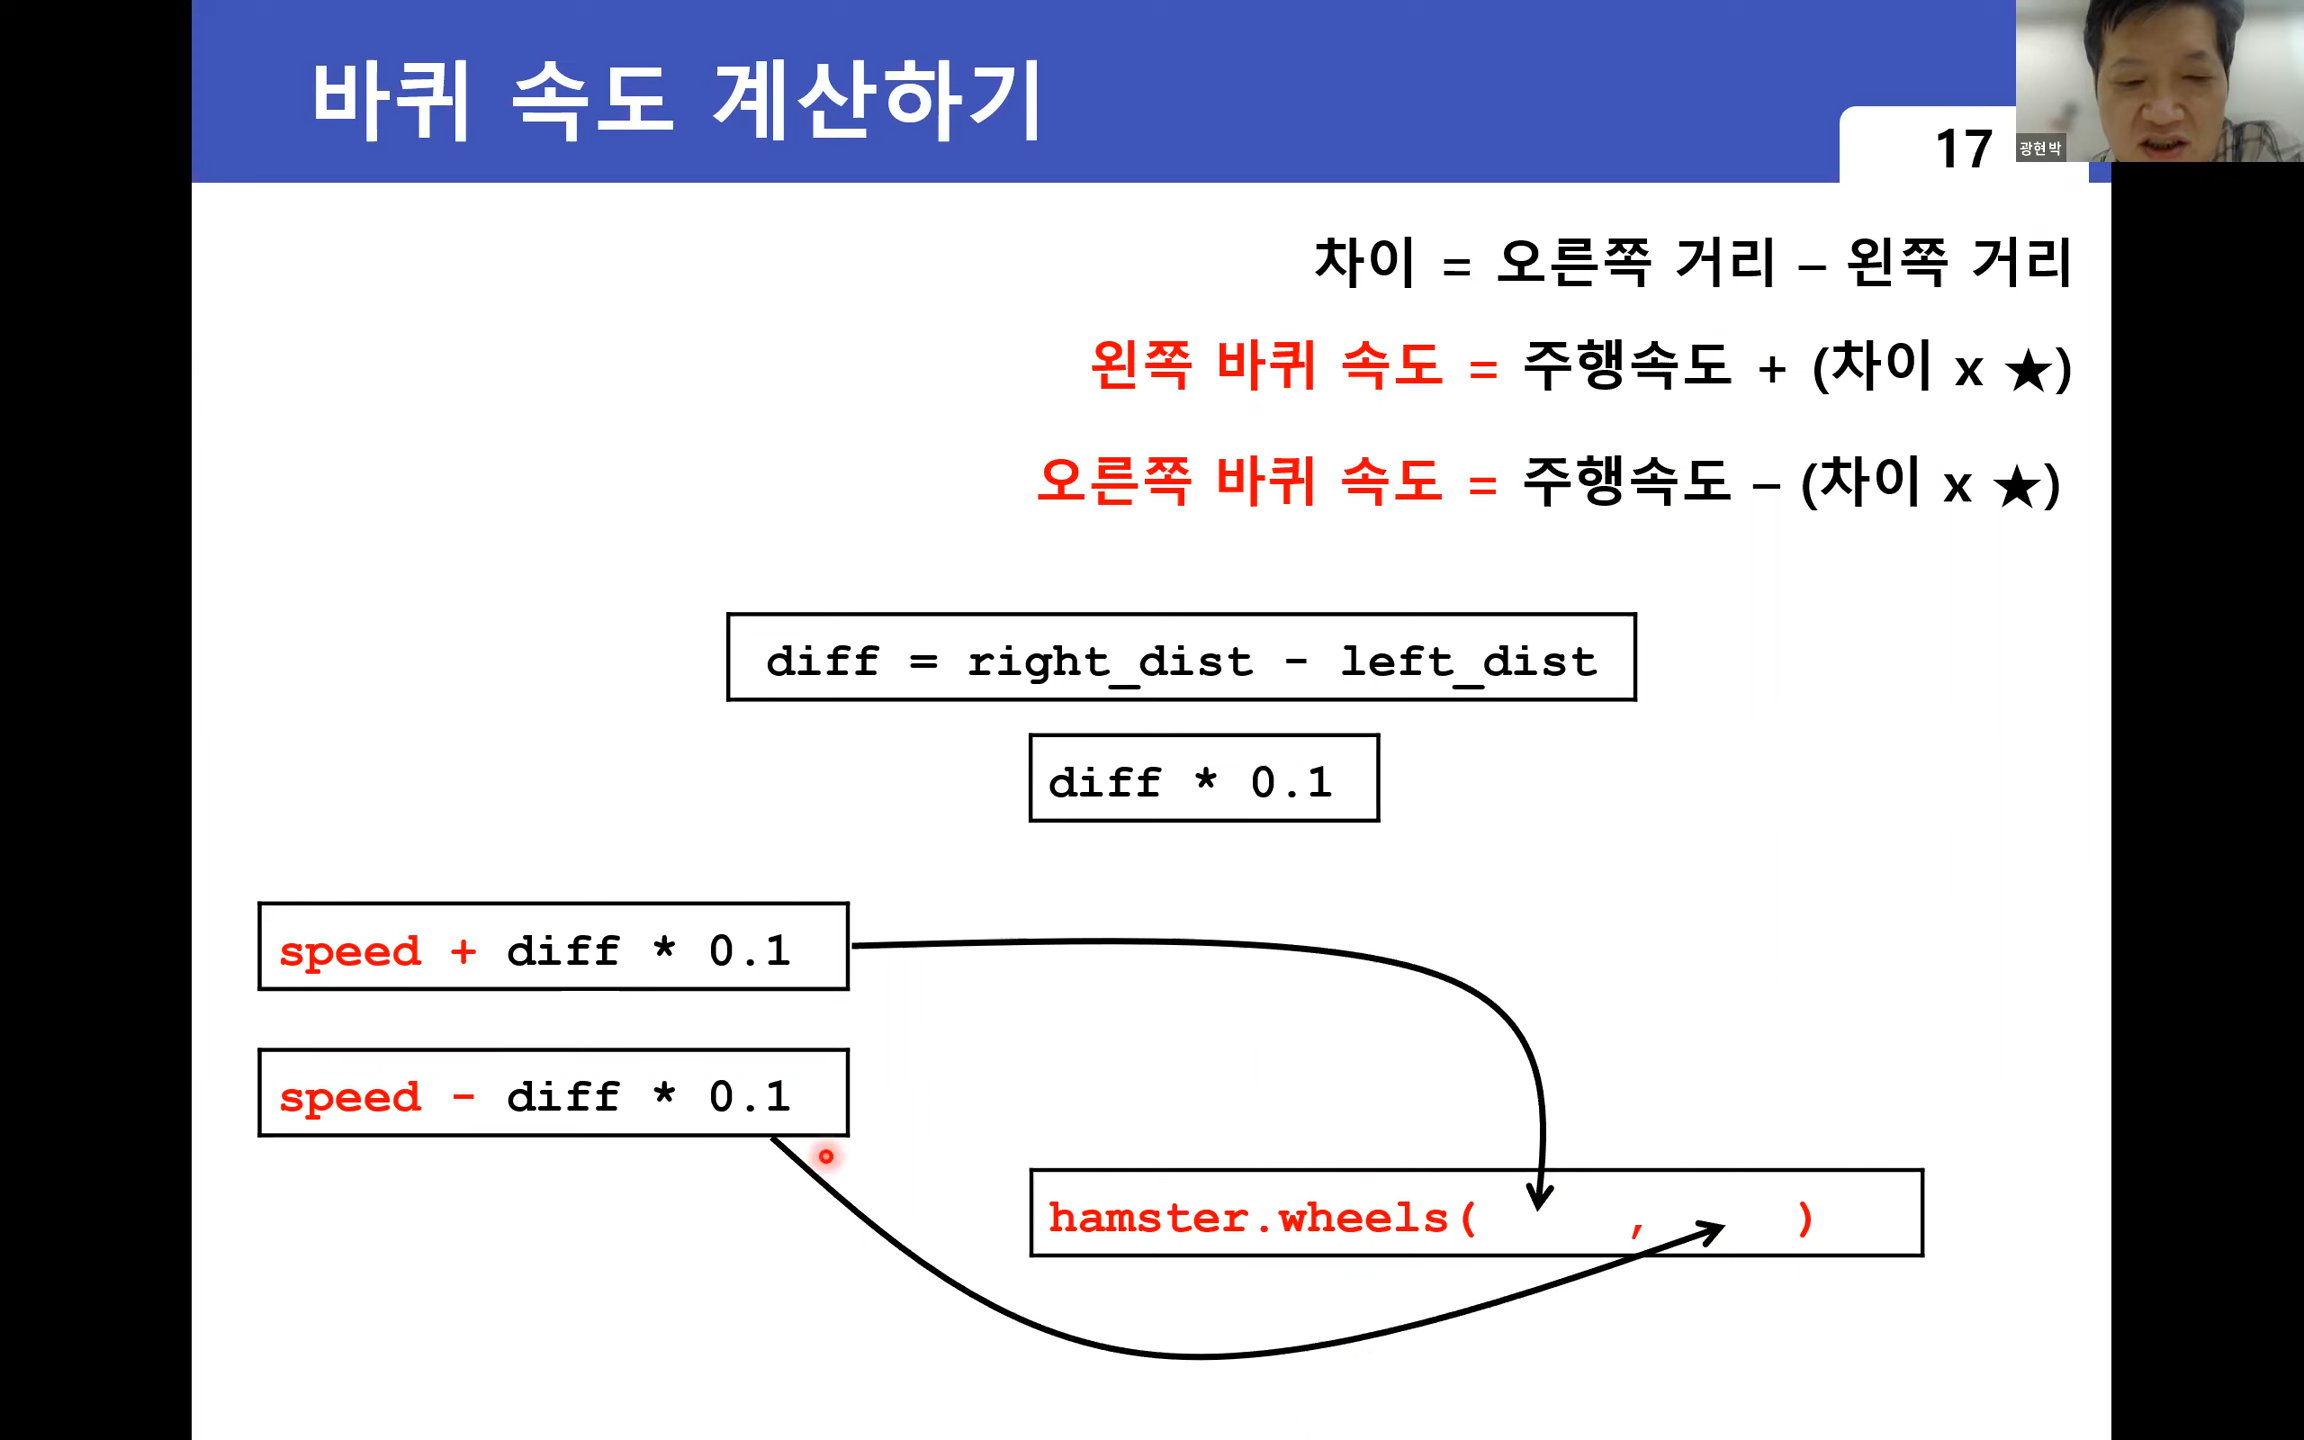 바퀴 속도 계산하기
17
광현박
차이 = 오른쪽 거리 – 왼쪽 거리
왼쪽 바퀴 속도 = 주행속도 + (차이 x ★)
오른쪽 바퀴 속도 = 주행속도 – (차이 x ★)
diff = right_dist - left_dist
diff * 0.1
speed + diff * 0.1
speed - diff * 0.1
hamster.wheels( , )